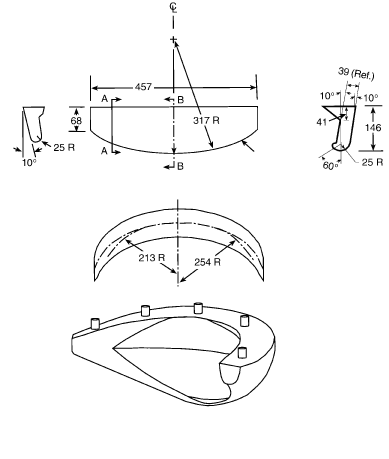 ℄
39 (Ref.)
457
10° 10°
A B
68
41
146
317 R
25 R
A
10°
B
60°
25 R
213 R 254 R